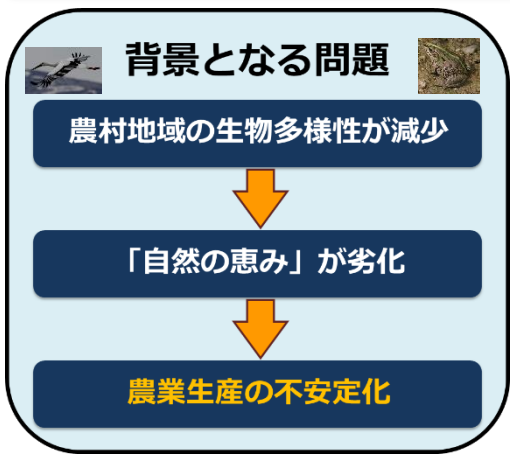 背景となる問題
農村地域の生物多様性が減少
「自然の恵み」が劣化
農業生産の不安定化